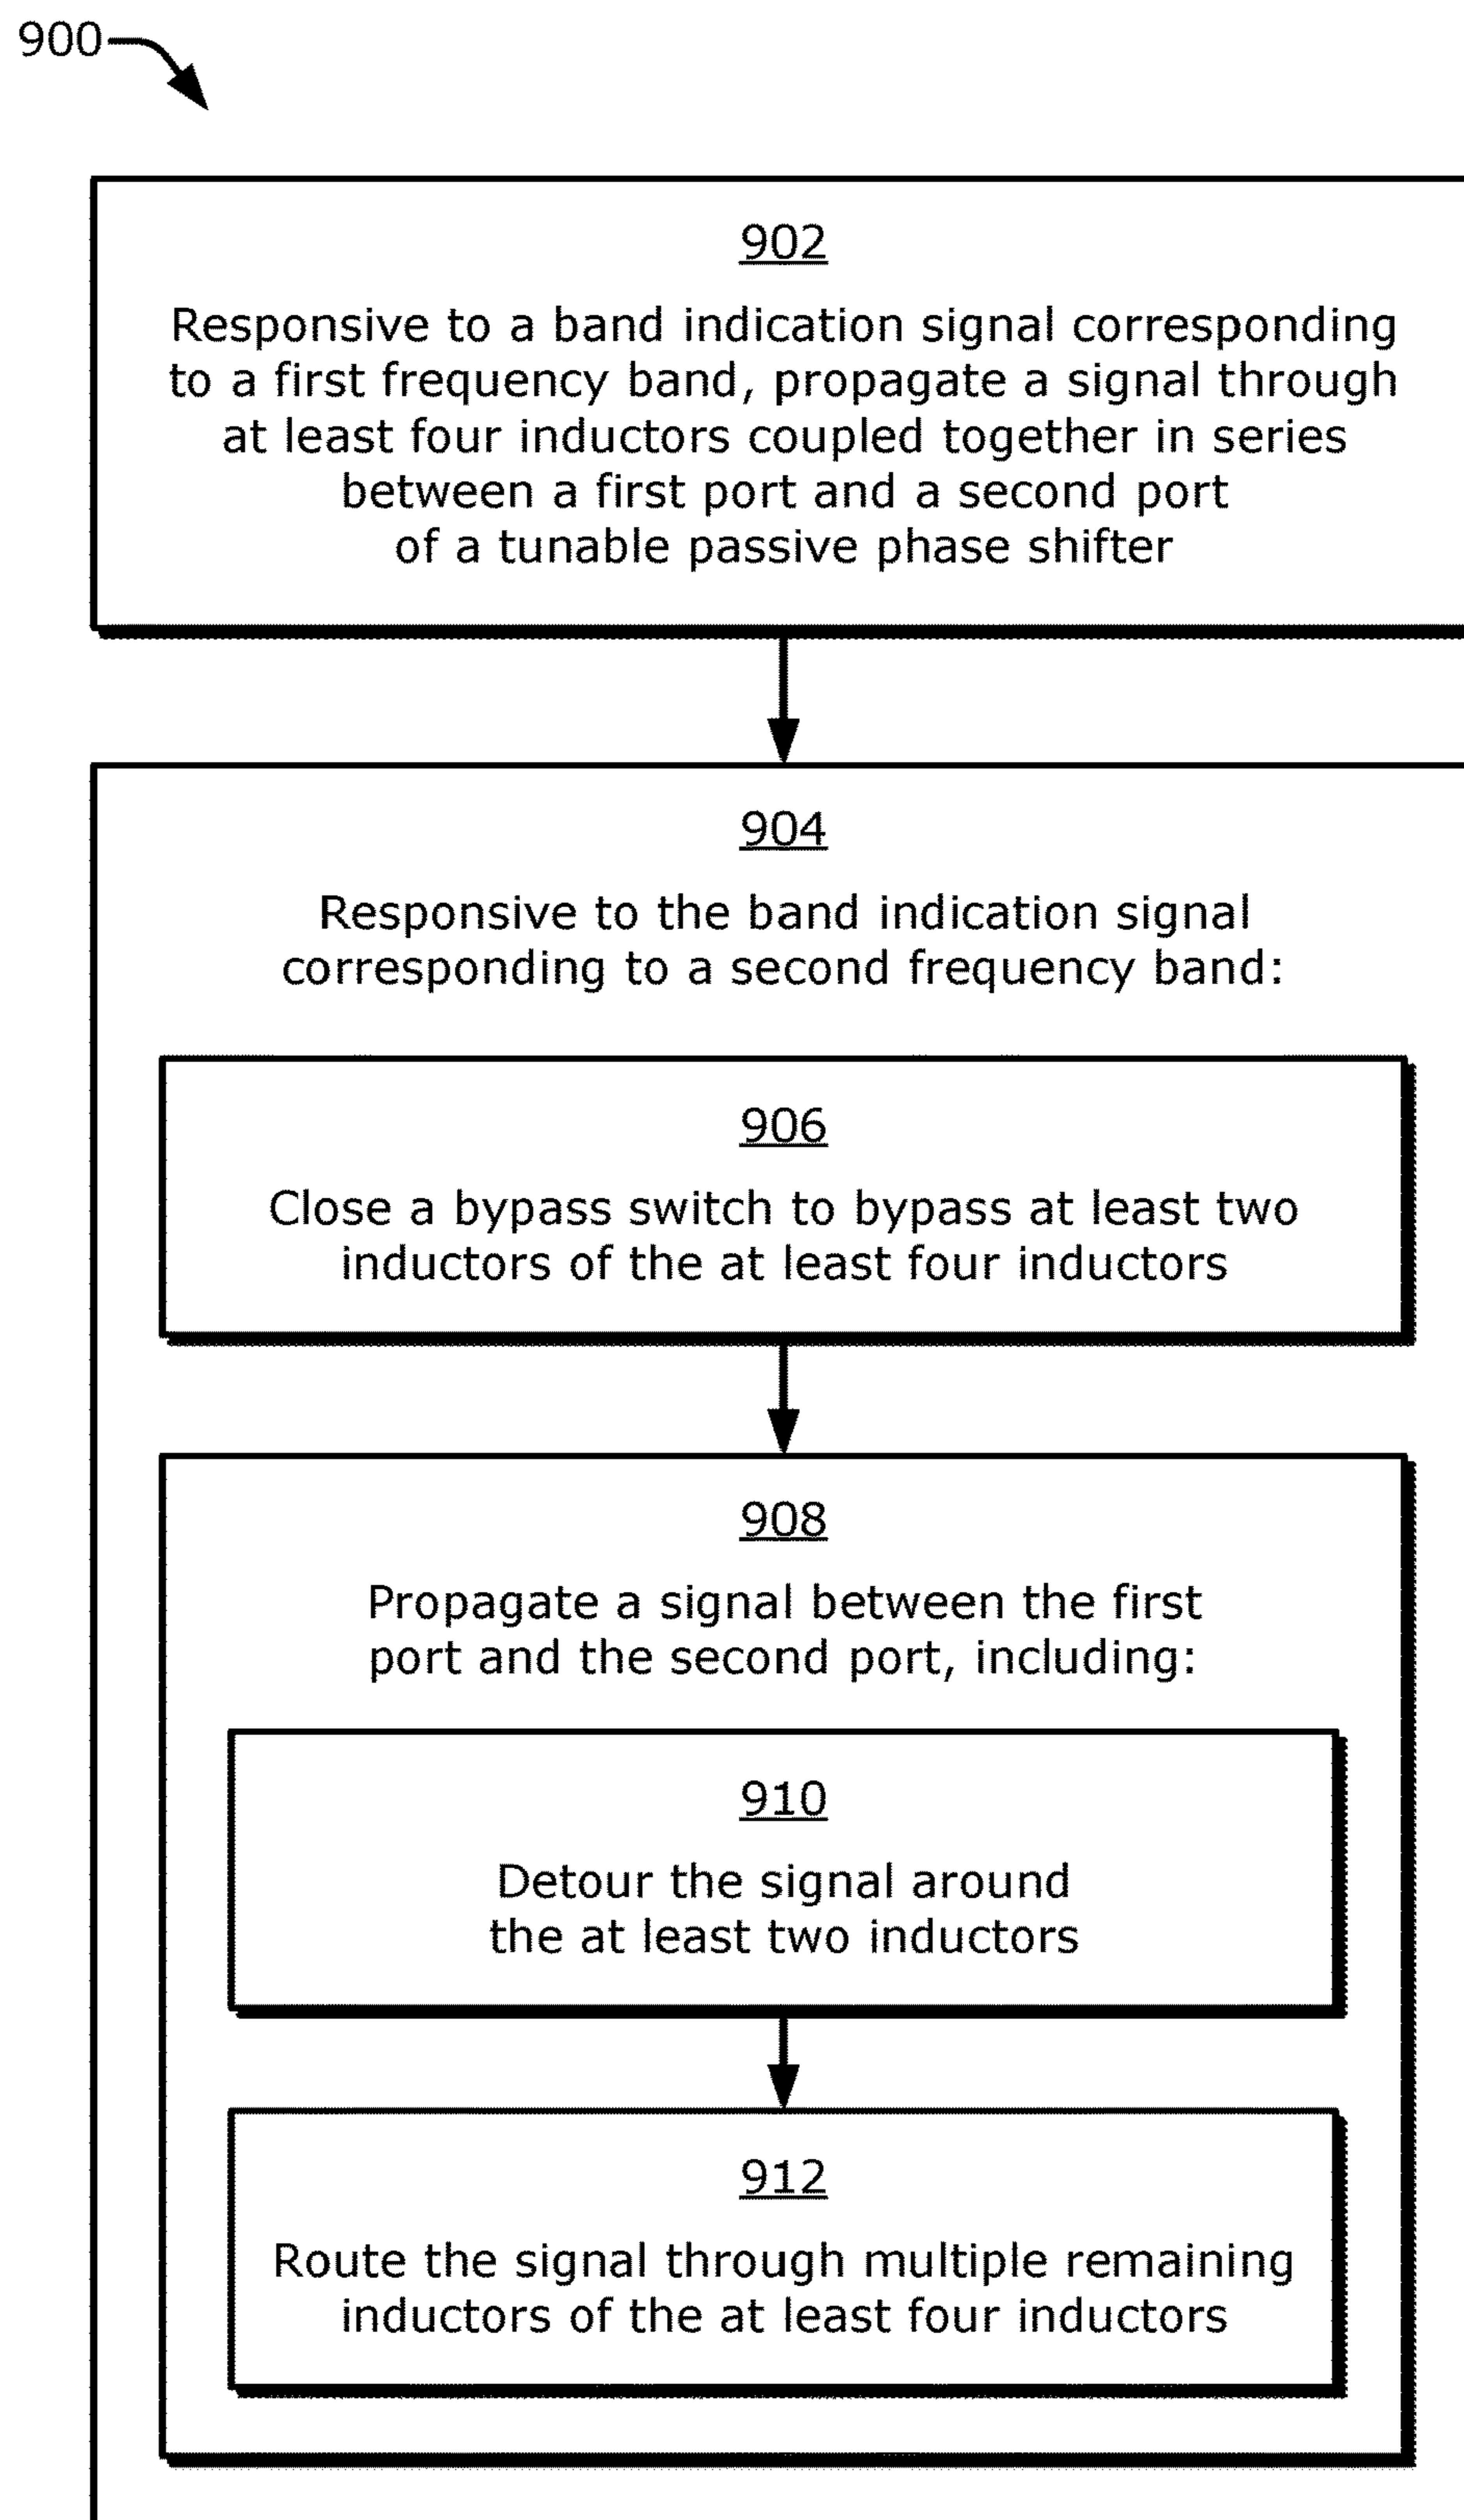 900
902
Responsive to a band indication signal corresponding
to a first frequency band, propagate a signal through
at least four inductors coupled together in series
between a first port and a second port
of a tunable passive phase shifter
904
Responsive to the band indication signal
corresponding to a second frequency band:
906
Close a bypass switch to bypass at least two
inductors of the at least four inductors
908
Propagate a signal between the first
port and the second port, including:
910
Detour the signal around
the at least two inductors
912
Route the signal through multiple remaining
inductors of the at least four inductors